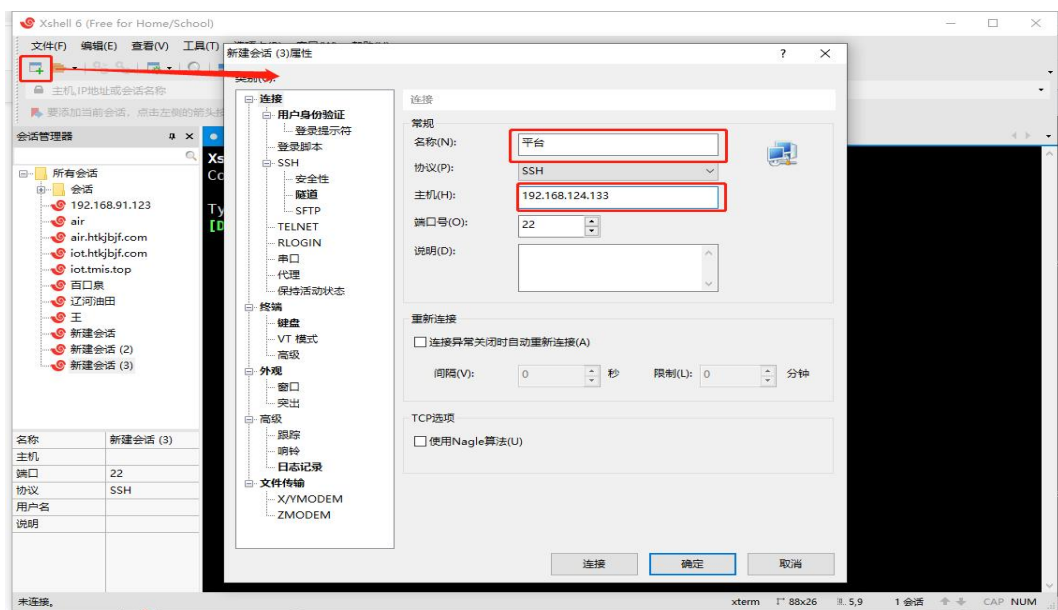 Xshell 6 (Free for Home/School)
文件(F) 编辑(E) 查看(V) 工具(T)
主机,IP地址或会话名称
要添加当前会话，点击左侧的箭头按
会话管理器
所有会话
会话
192.168.91.123
air
air.htkjbjf.com
iot.htkjbjf.com
iot.tmis.top
百口泉
辽河油田
王
新建会话
新建会话 (2)
新建会话 (3)
名称 新建会话 (3)
主机
端口 22
协议 SSH
用户名
说明
Xs
Co
Ty
[D
新建会话 (3)属性
?
连接
用户身份验证
登录提示符
登录脚本
SSH
安全性
隧道
SFTP
TELNET
RLOGIN
串口
代理
保持活动状态
终端
键盘
VT 模式
高级
外观
窗口
突出
高级
跟踪
响铃
日志记录
文件传输
X/YMODEM
ZMODEM
连接
常规
名称(N): 平台
协议(P): SSH
主机(H): 192.168.124.133
端口号(O): 22
说明(D):
重新连接
连接异常关闭时自动重新连接(A)
间隔(V): 0 秒 限制(L): 0 分钟
TCP选项
使用Nagle算法(U)
连接 确定 取消
未连接。 xterm 88x26 5,9 1 会话 CAP NUM